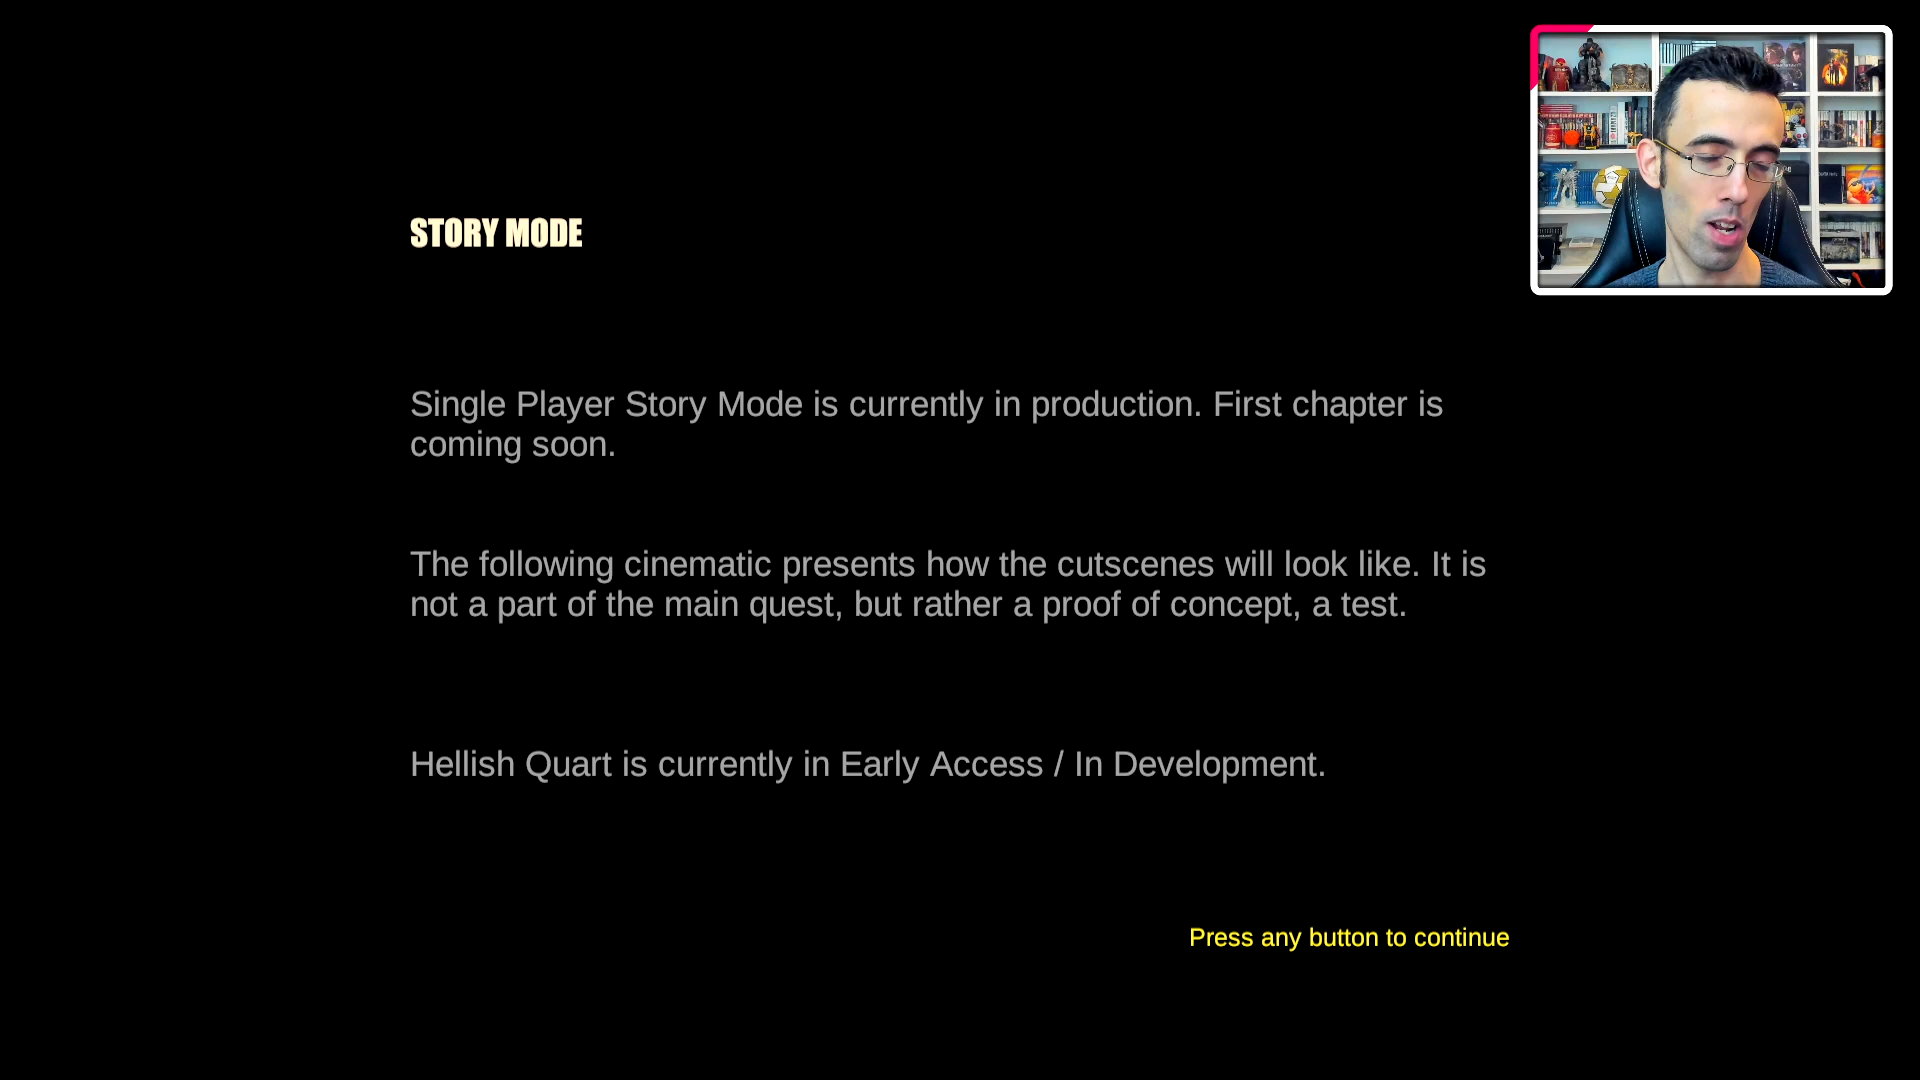 STORY MODE
Single Player Story Mode is currently in production. First chapter is
coming soon.
The following cinematic presents how the cutscenes will look like. It is
not a part of the main quest, but rather a proof of concept, a test.
Hellish Quart is currently in Early Access / In Development.
Press any button to continue